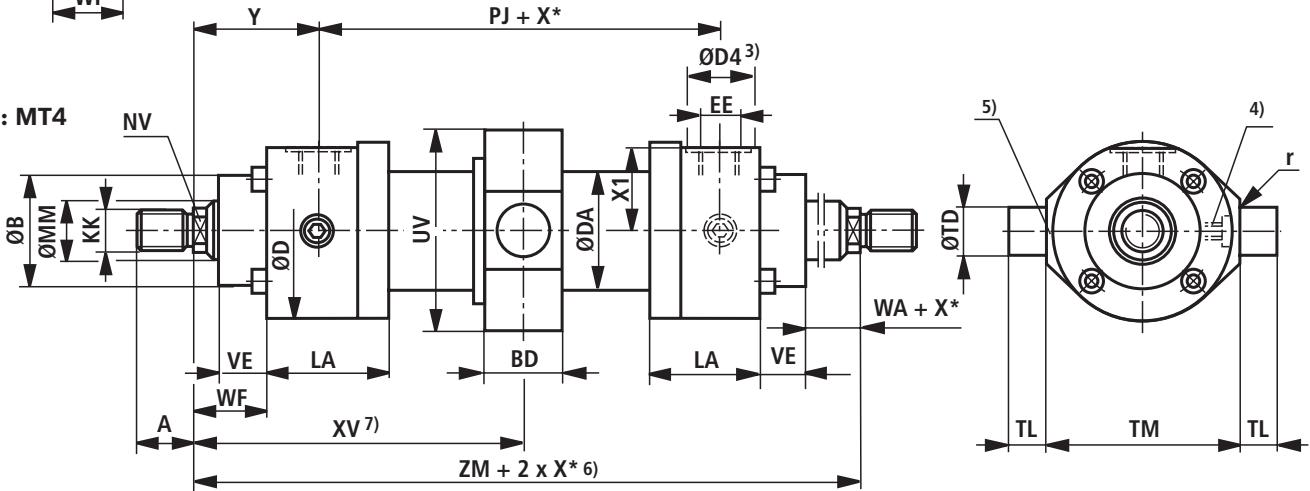 WF
Y
PJ + X*
ØD4 3)
EE
: MT4
NV
5)
4)
r
ØB
ØMM
KK
ØD
UV
ØDA
X1
ØTD
WA + X*
VE
LA
BD
LA
VE
WF
A
XV 7)
TL
TM
TL
ZM + 2 x X* 6)